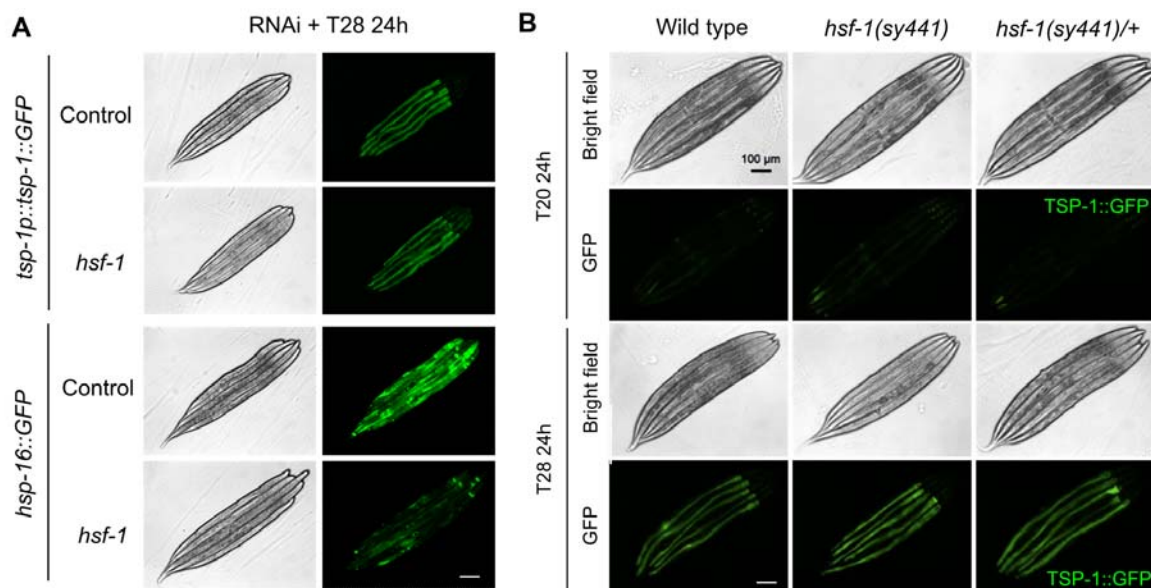 A
RNAi + T28 24h
tsp-1p::tsp-1::GFP
Control
hsf-1
hsp-16::GFP
Control
hsf-1
B
Wild type
hsf-1(sy441)
hsf-1(sy441)/+
T20 24h
Bright field
100 µm
GFP
TSP-1::GFP
T28 24h
Bright field
GFP
TSP-1::GFP